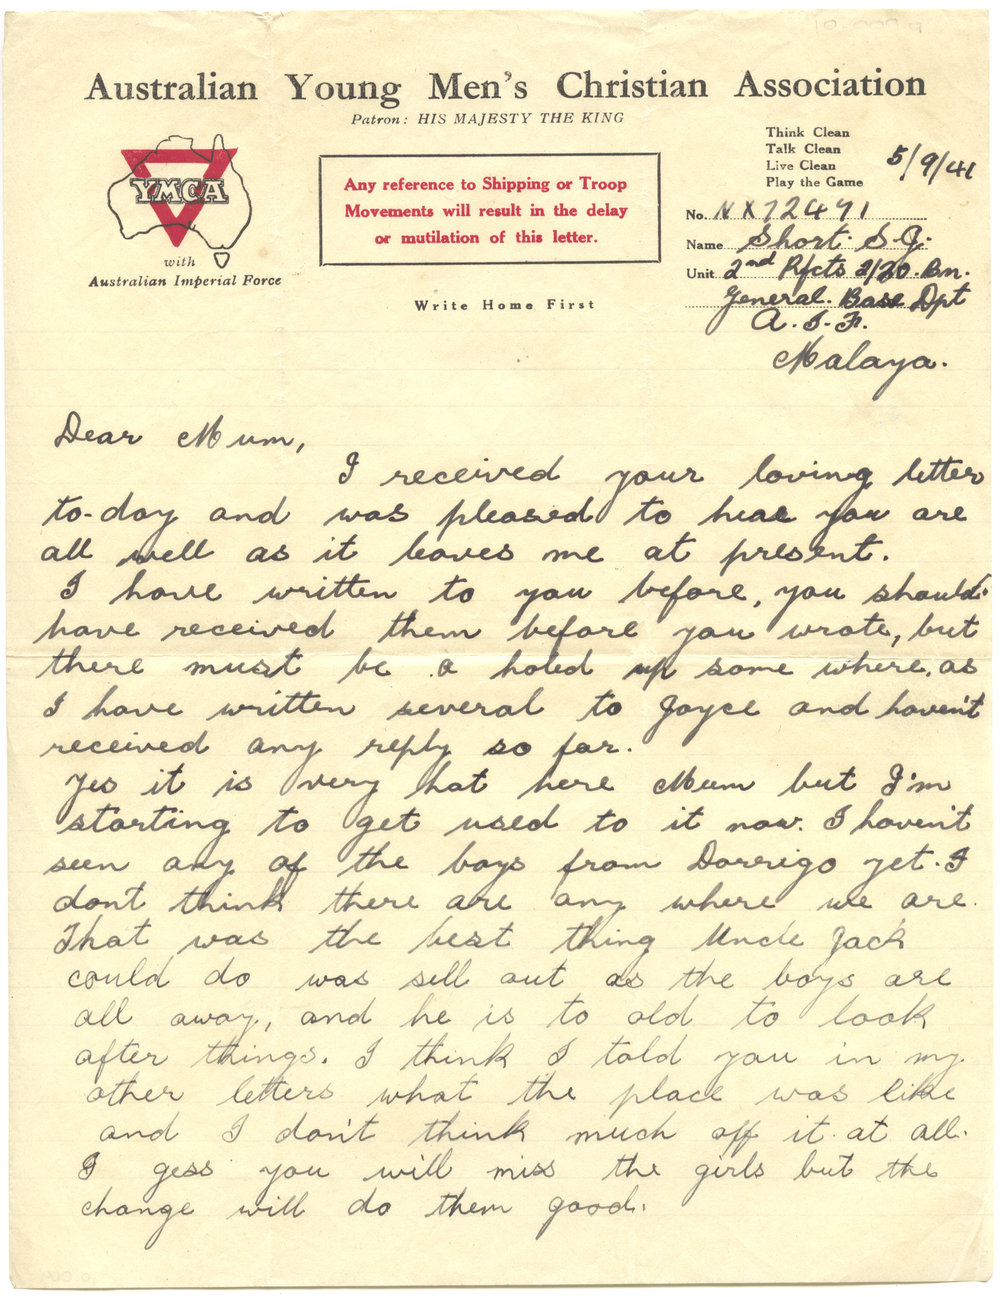 Australian Young Men's Christian Association
Patron: HIS MAJESTY THE KING
YMCA
with
Australian Imperial Force
Any reference to Shipping or Troop
Movements will result in the delay
or mutilation of this letter.
Write Home First
Think Clean
Talk Clean
Live Clean
Play the Game
5/9/41
No. NX72471
Name Short. S.J.
Unit 2nd Rfcts 2/20. Bn.
General. Base Dpt
A.I.F.
Malaya.
Dear Mum,
I received your loving letter
to-day and was pleased to hear you are
all well as it leaves me at present.
I have written to you before, you should
have received them before you wrote, but
there must be a holed up some where, as
I have written several to Joyce and haven't
received any reply so far.
Yes it is very hot here Mum but I'm
starting to get used to it now. I haven't
seen any of the boys from Dorrigo yet. I
don't think there are any where we are.
That was the best thing Uncle Jack
could do was sell out as the boys are
all away, and he is to old to look
after things. I think I told you in my
other letters what the place was like
and I don't think much off it at all.
I gess you will miss the girls but the
change will do them good.